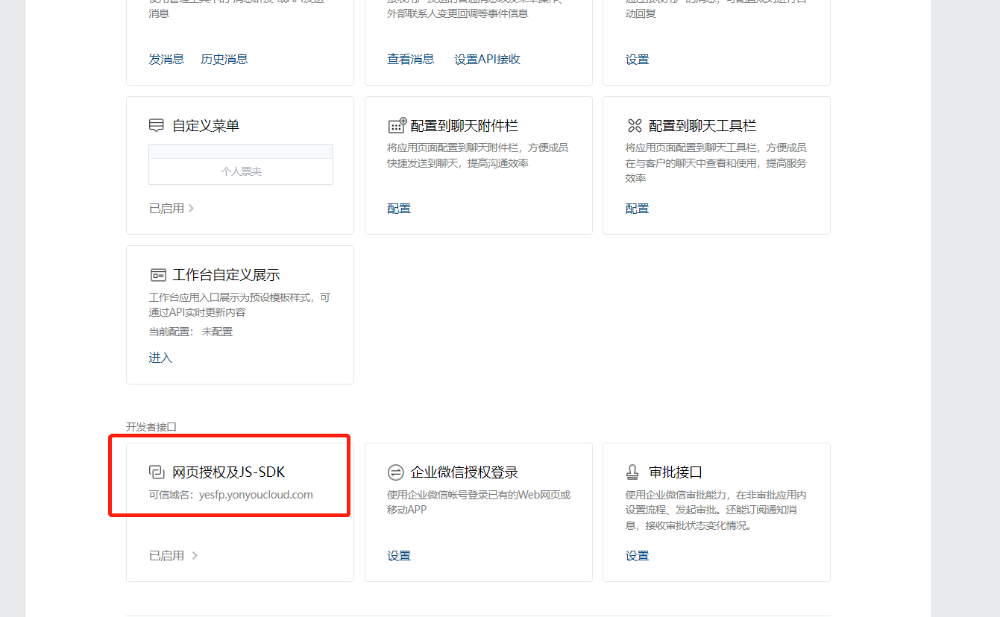 消息
外部联系人变更回调等事件信息
动回复
发消息 历史消息
查看消息 设置API接收
设置
自定义菜单
个人票夹
已启用
配置到聊天附件栏
将应用页面配置到聊天附件栏，方便成员
快捷发送到聊天，提高沟通效率
配置
配置到聊天工具栏
将应用页面配置到聊天工具栏，方便成员
在与客户的聊天中查看和使用，提高服务
效率
配置
工作台自定义展示
工作台应用入口展示为预设模板样式，可
通过API实时更新内容
当前配置： 未配置
进入
开发者接口
网页授权及JS-SDK
可信域名：yesfp.yonyoucloud.com
已启用
企业微信授权登录
使用企业微信帐号登录已有的Web网页或
移动APP
设置
审批接口
使用企业微信审批能力，在非审批应用内
设置流程、发起审批。还能订阅通知消
息，接收审批状态变化情况。
设置